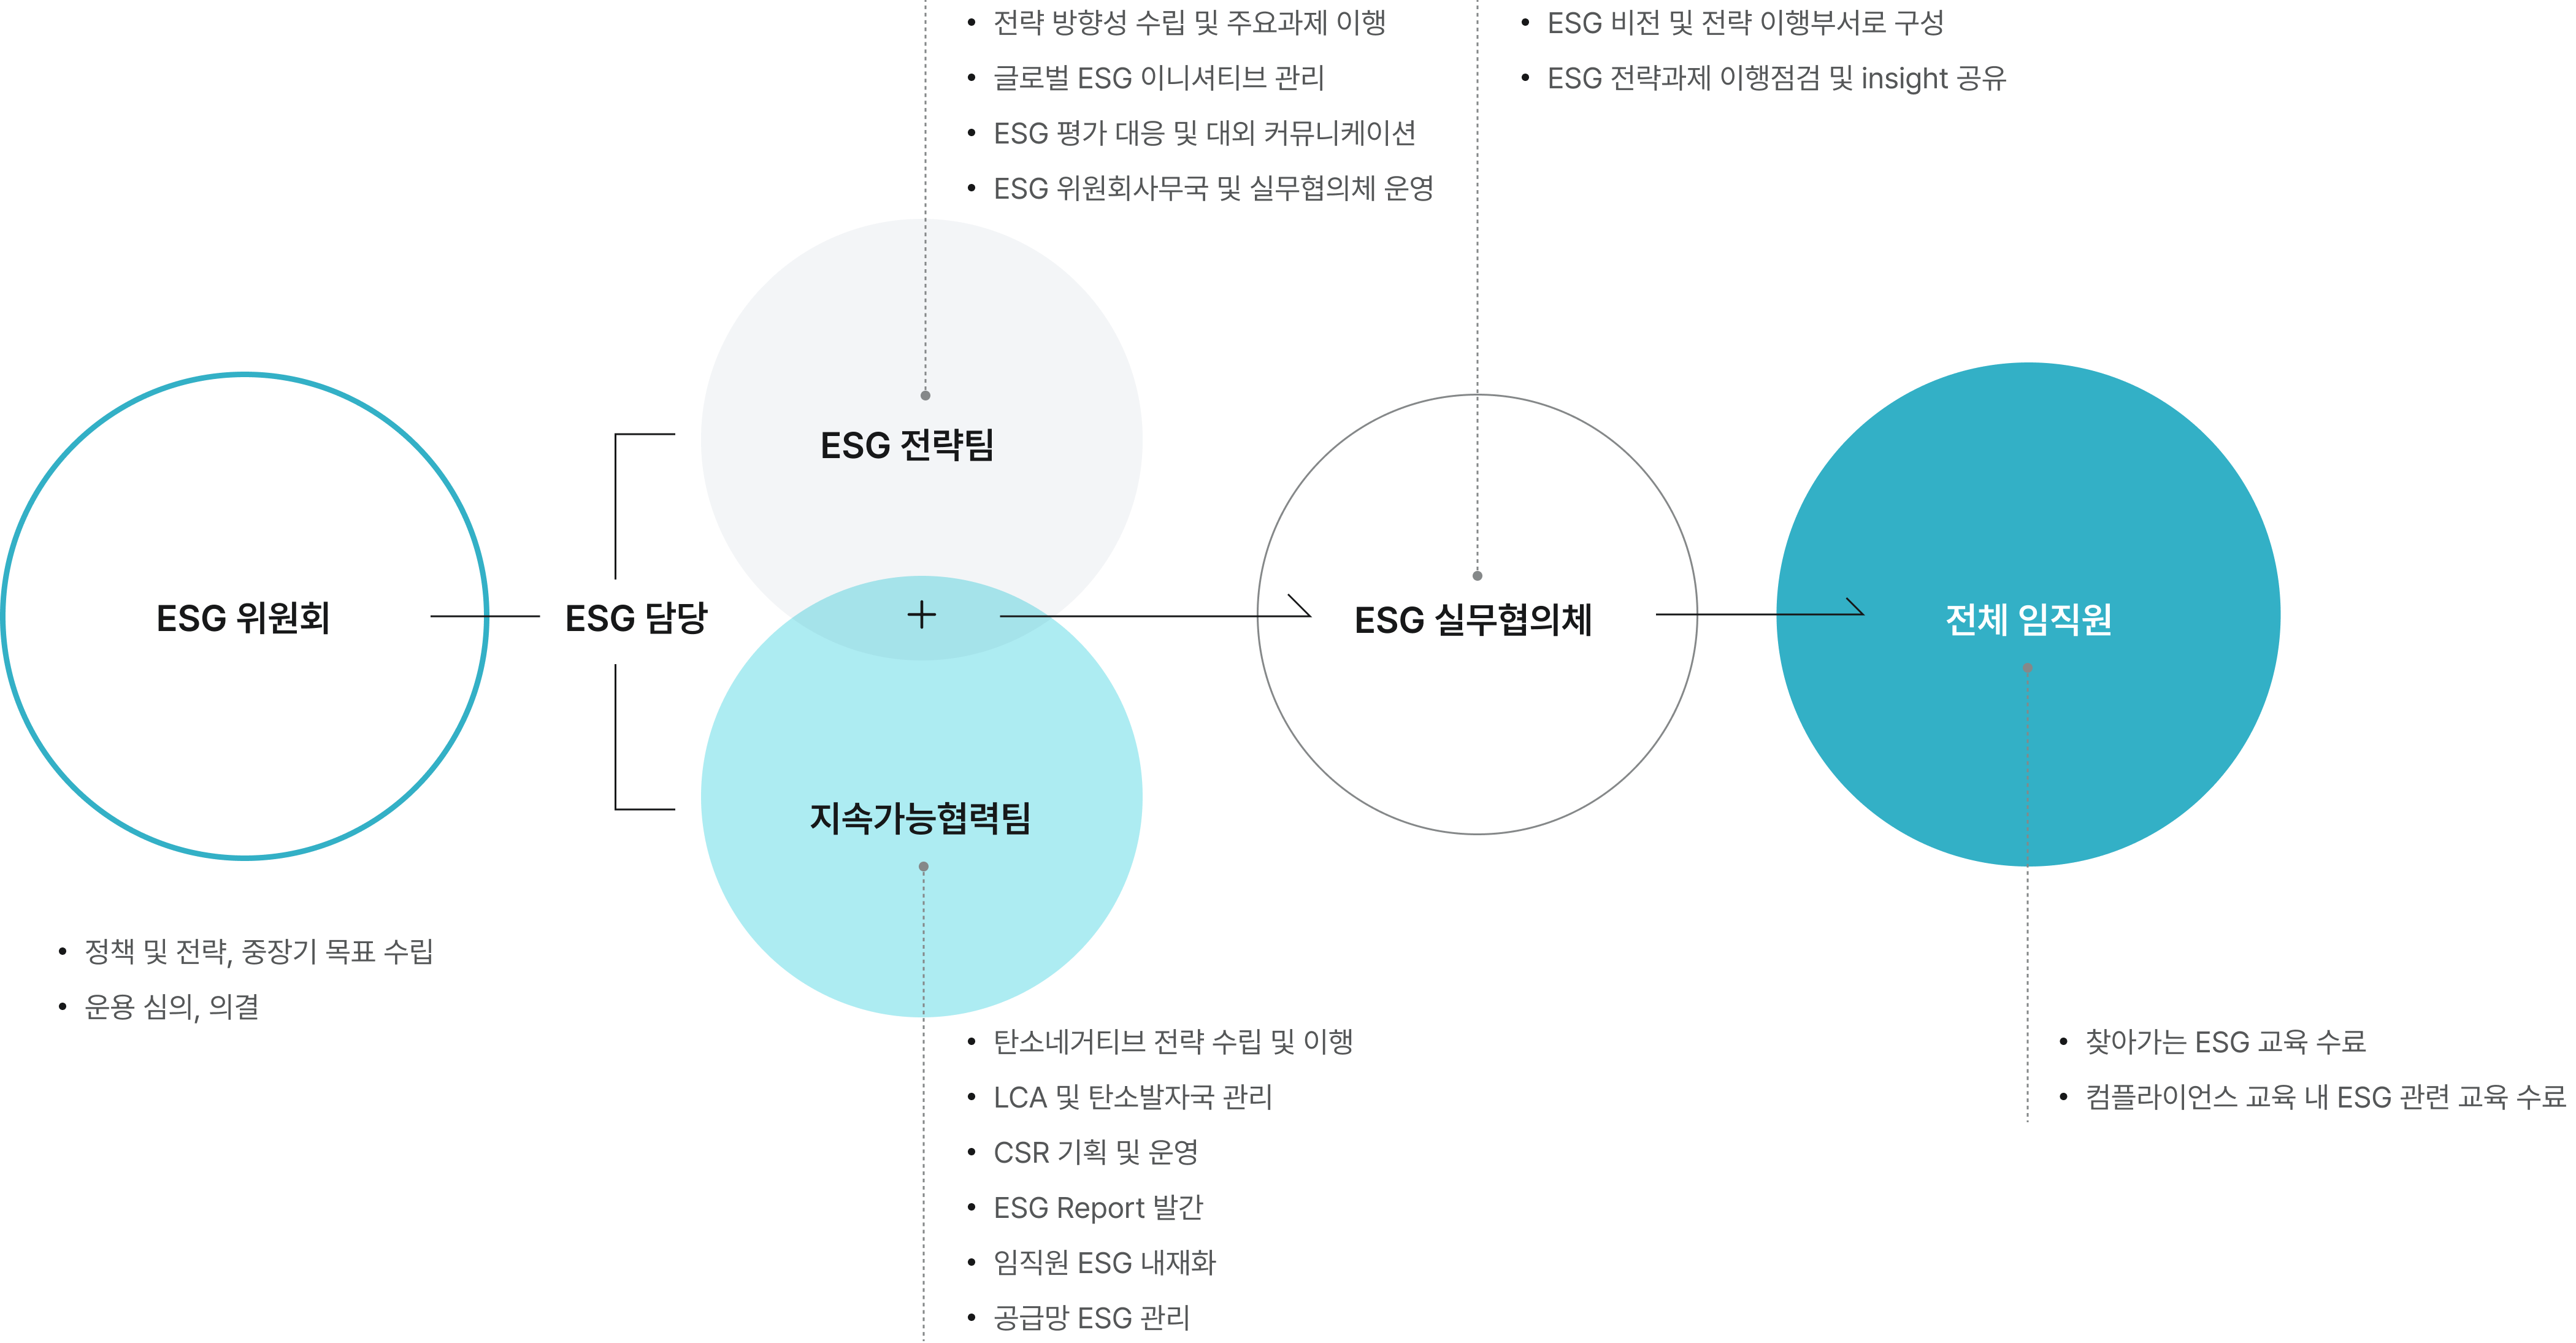 • 전략 방향성 수립 및 주요과제 이행
• 글로벌 ESG 이니셔티브 관리
• ESG 평가 대응 및 대외 커뮤니케이션
• ESG 위원회사무국 및 실무협의체 운영
• ESG 비전 및 전략 이행부서로 구성
• ESG 전략과제 이행점검 및 insight 공유
ESG 위원회
• 정책 및 전략, 중장기 목표 수립
• 운용 심의, 의결
ESG 담당
ESG 전략팀
+
지속가능협력팀
• 탄소네거티브 전략 수립 및 이행
• LCA 및 탄소발자국 관리
• CSR 기획 및 운영
• ESG Report 발간
• 임직원 ESG 내재화
• 공급망 ESG 관리
ESG 실무협의체
전체 임직원
• 찾아가는 ESG 교육 수료
• 컴플라이언스 교육 내 ESG 관련 교육 수료